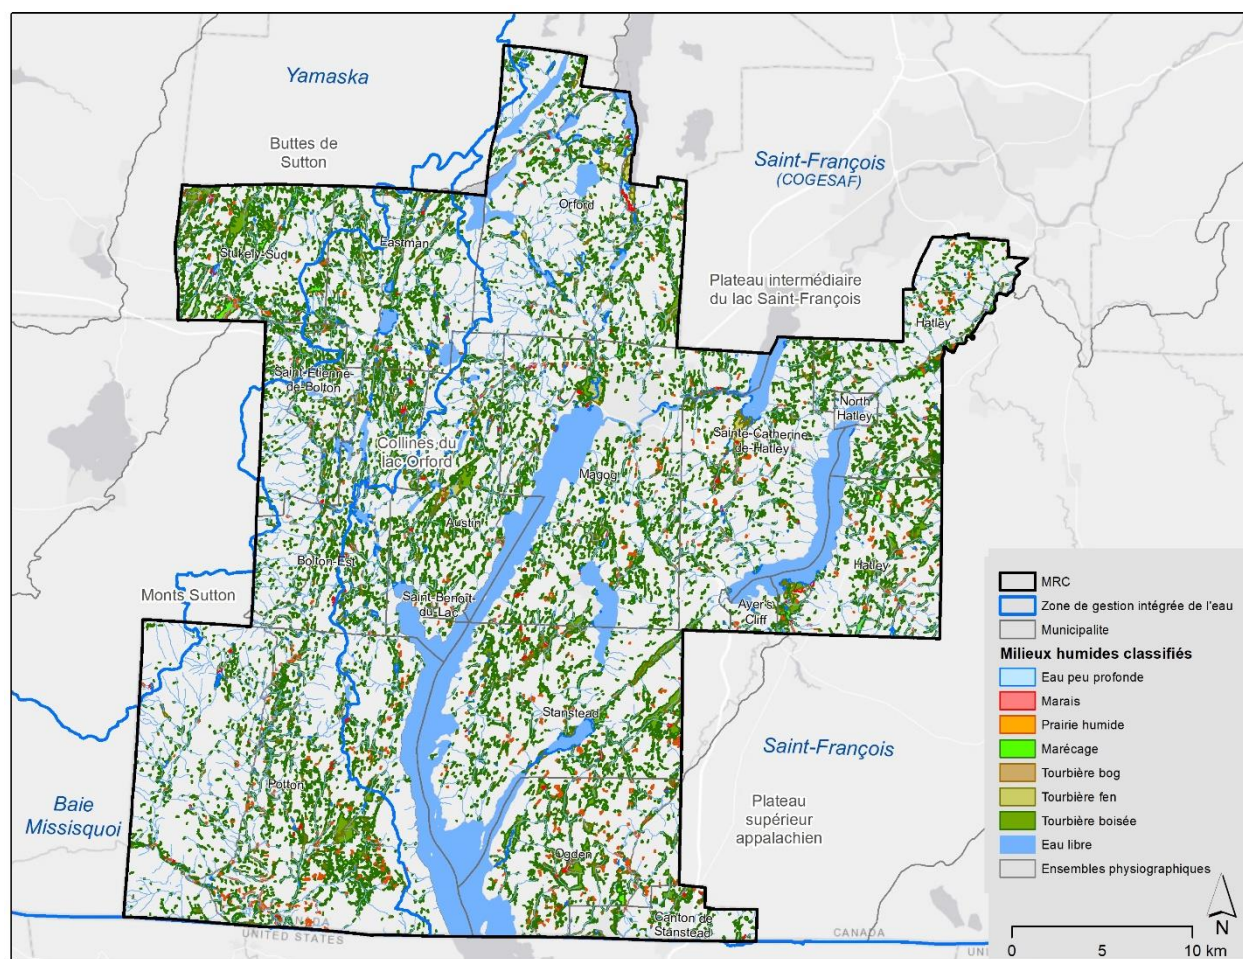 Yamaska
Buttes de
Sutton
Saint-François
(COGESAF)
Orford
Stukely-Sud
Eastman
Plateau intermédiaire
du lac Saint-François
Hatley
Saint-Étienne
de-Bolton
North
Hatley
Collines du
lac Orford
Sainte-Catherine
de-Hatley
Magog
Austin
Bolton-Est
Hatley
Monts Sutton
Saint-Benoît
du-Lac
Ayer's
Cliff
Stanstead
Saint-François
Potton
Baie
Missisquoi
Plateau
supérieur
appalachien
Ogden
Canton de
Stanstead
CANADA
UNITED STATES
CANADA
UNI
MRC
Zone de gestion intégrée de l'eau
Municipalite
Milieux humides classifiés
Eau peu profonde
Marais
Prairie humide
Marécage
Tourbière bog
Tourbière fen
Tourbière boisée
Eau libre
Ensembles physiographiques
N
0 5 10 km